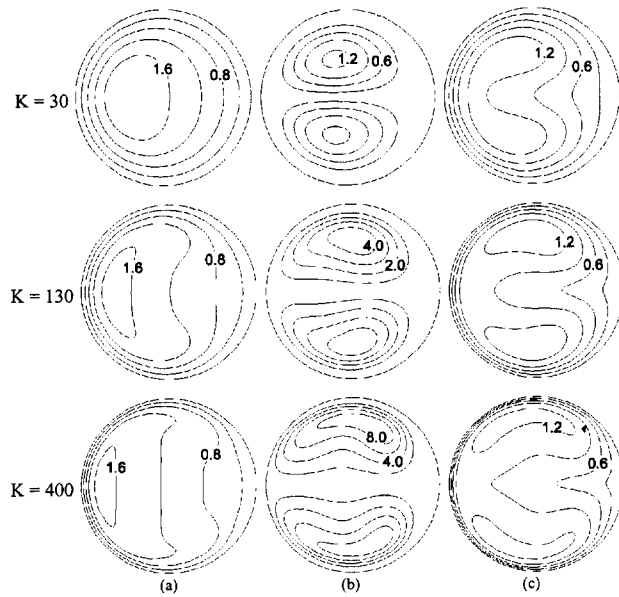 1.6 0.8 1.2 0.6 1.2 0.6
K = 30
1.6 0.8 4.0 2.0 1.2 0.6
K = 130
1.6 0.8 8.0 4.0 1.2 0.6
K = 400
(a) (b) (c)